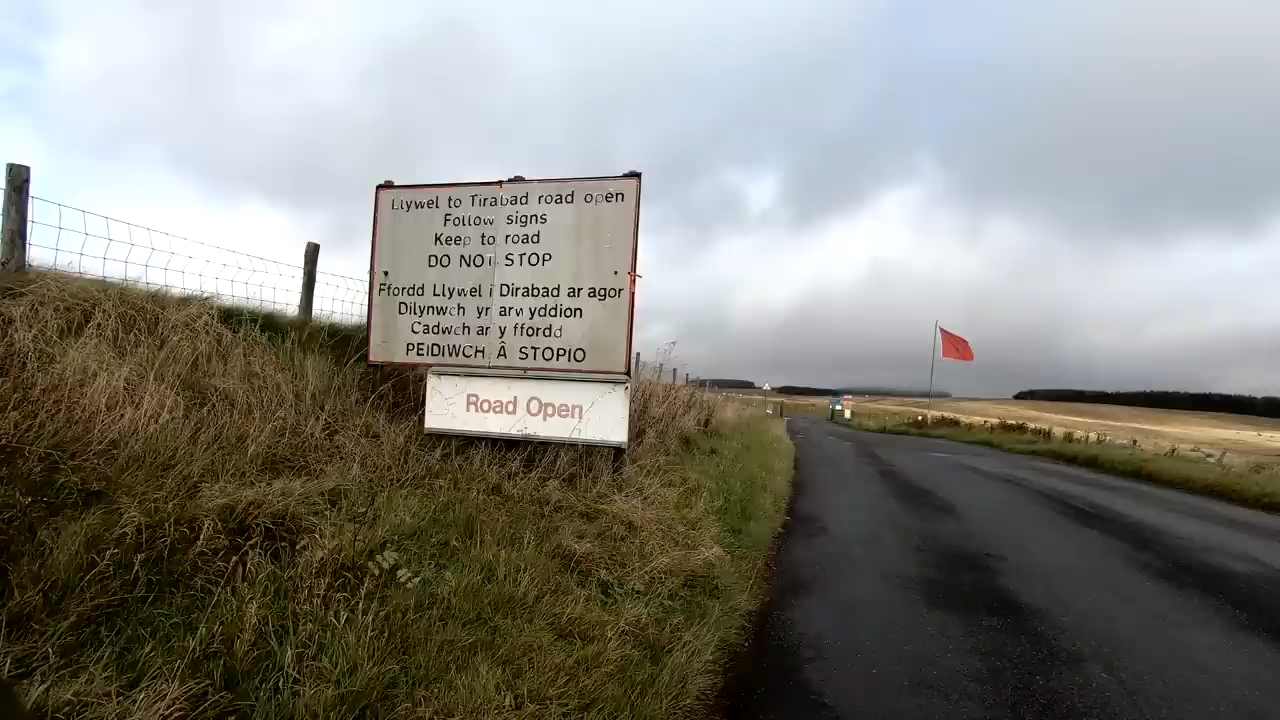 Llywel to Tirabad road open
Follow signs
Keep to road
DO NOT STOP
Ffordd Llywel i Dirabad ar agor
Dilynwch yr arwyddion
Cadwch ar y ffordd
PEIDIWCH Â STOPIO
Road Open